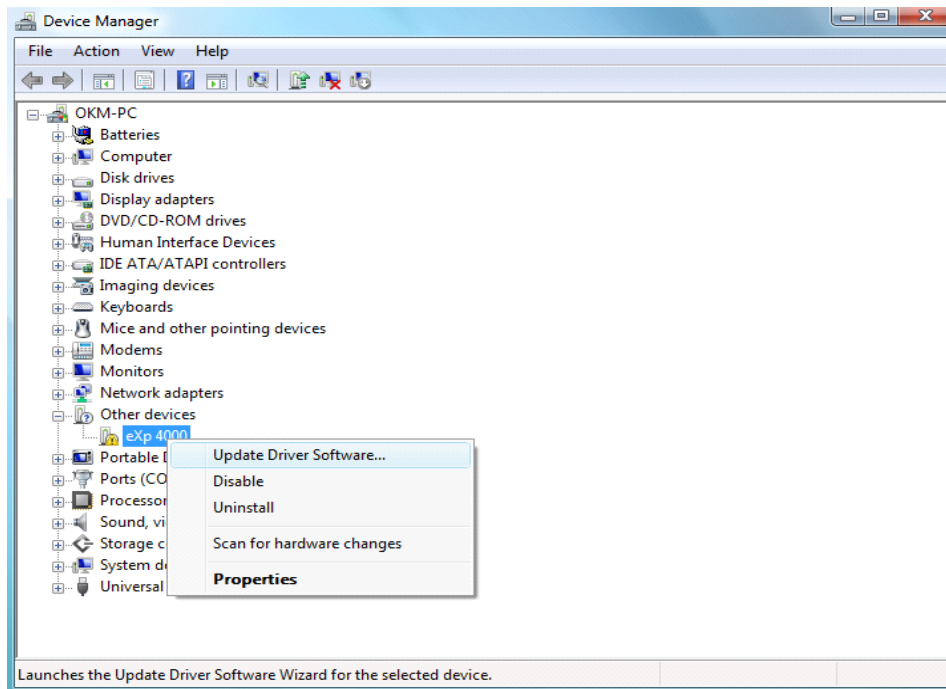 Device Manager
File Action View Help
OKM-PC
Batteries
Computer
Disk drives
Display adapters
DVD/CD-ROM drives
Human Interface Devices
IDE ATA/ATAPI controllers
Imaging devices
Keyboards
Mice and other pointing devices
Modems
Monitors
Network adapters
Other devices
eXp 4000
Portable
Ports (CO
Processor
Sound, vi
Storage c
System de
Universal
Update Driver Software...
Disable
Uninstall
Scan for hardware changes
Properties
Launches the Update Driver Software Wizard for the selected device.